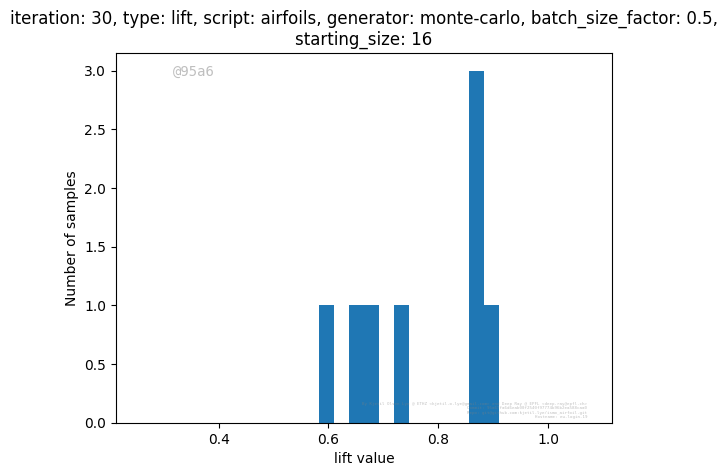 iteration: 30, type: lift, script: airfoils, generator: monte-carlo, batch_size_factor: 0.5,
starting_size: 16
@95a6
3.0
2.5
2.0
1.5
1.0
0.5
0.0
Number of samples
0.4 0.6 0.8 1.0
lift value